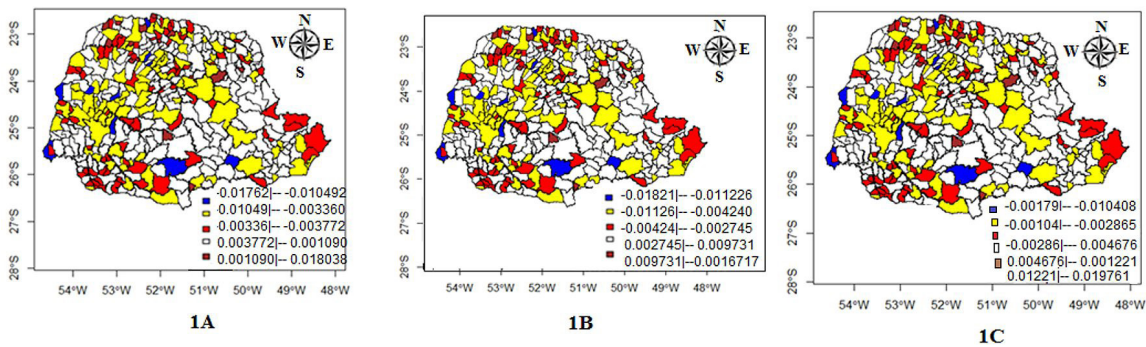 N
W E
S
23°S
24°S
25°S
26°S
27°S
28°S
-0.01762|-- -0.010492
-0.01049|-- -0.003360
-0.00336|-- -0.003772
0.003772|-- 0.001090
0.001090|-- 0.018038
54°W 53°W 52°W 51°W 50°W 49°W 48°W
1A
N
W E
S
23°S
24°S
25°S
26°S
27°S
28°S
-0.01821|-- -0.011226
-0.01126|-- -0.004240
-0.00424|-- -0.002745
0.002745|-- 0.009731
0.009731|-- 0.0016717
54°W 53°W 52°W 51°W 50°W 49°W 48°W
1B
N
W E
S
23°S
24°S
25°S
26°S
27°S
28°S
-0.00179|-- -0.010408
-0.00104|-- -0.002865
-0.00286|-- -0.004676
0.004676|-- 0.001221
0.01221|-- 0.019761
54°W 53°W 52°W 51°W 50°W 49°W 48°W
1C